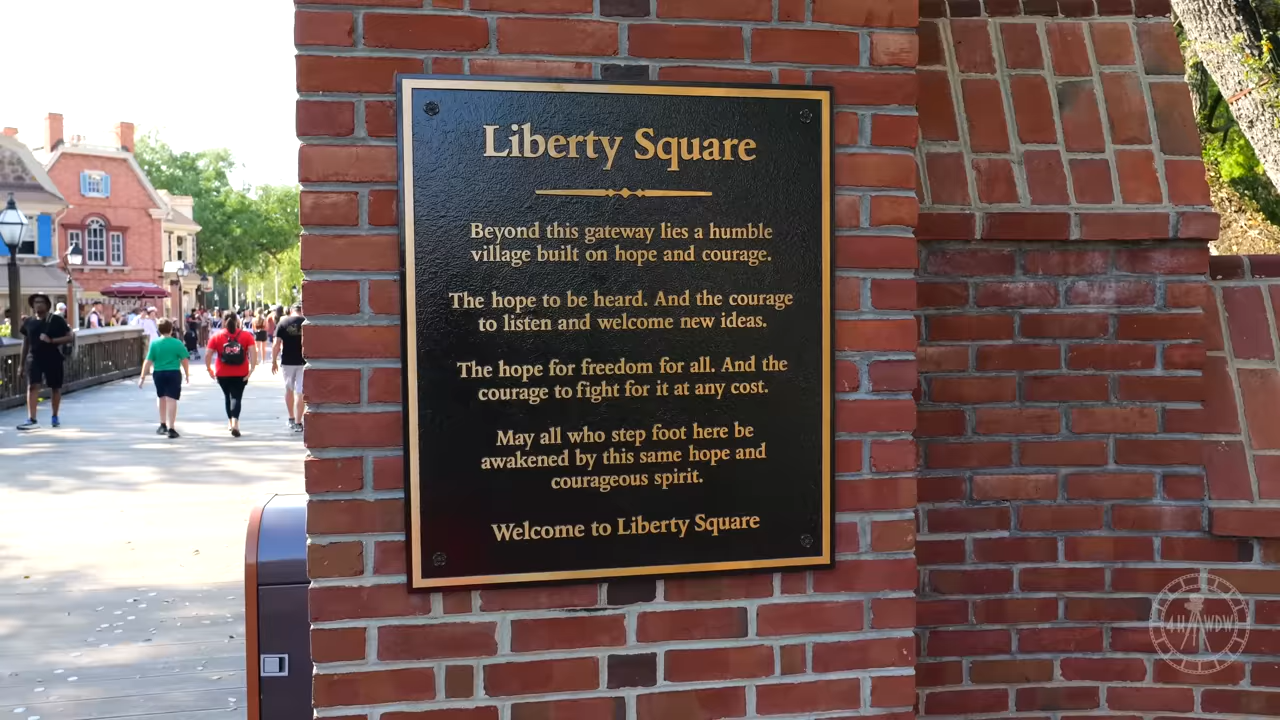 Liberty Square
Beyond this gateway lies a humble
village built on hope and courage.
The hope to be heard. And the courage
to listen and welcome new ideas.
The hope for freedom for all. And the
courage to fight for it at any cost.
May all who step foot here be
awakened by this same hope and
courageous spirit.
Welcome to Liberty Square
4H WDW